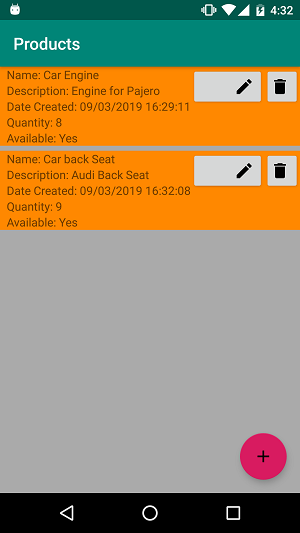 4:32
Products
Name: Car Engine
Description: Engine for Pajero
Date Created: 09/03/2019 16:29:11
Quantity: 8
Available: Yes
Name: Car back Seat
Description: Audi Back Seat
Date Created: 09/03/2019 16:32:08
Quantity: 9
Available: Yes